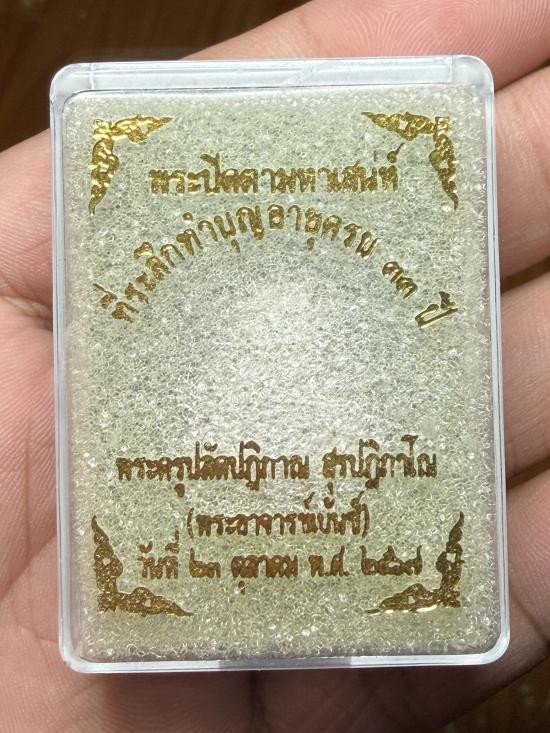 พระปิดตามหาเสน่ห์
ที่ระลึกทำบุญอายุครบ ๓๓ ปี
พระครูปลัดปฏิภาณ สุรปฏิภาโณ
(พระอาจารย์บันซี่)
วันที่ ๒๓ ตุลาคม พ.ศ. ๒๕๖๗